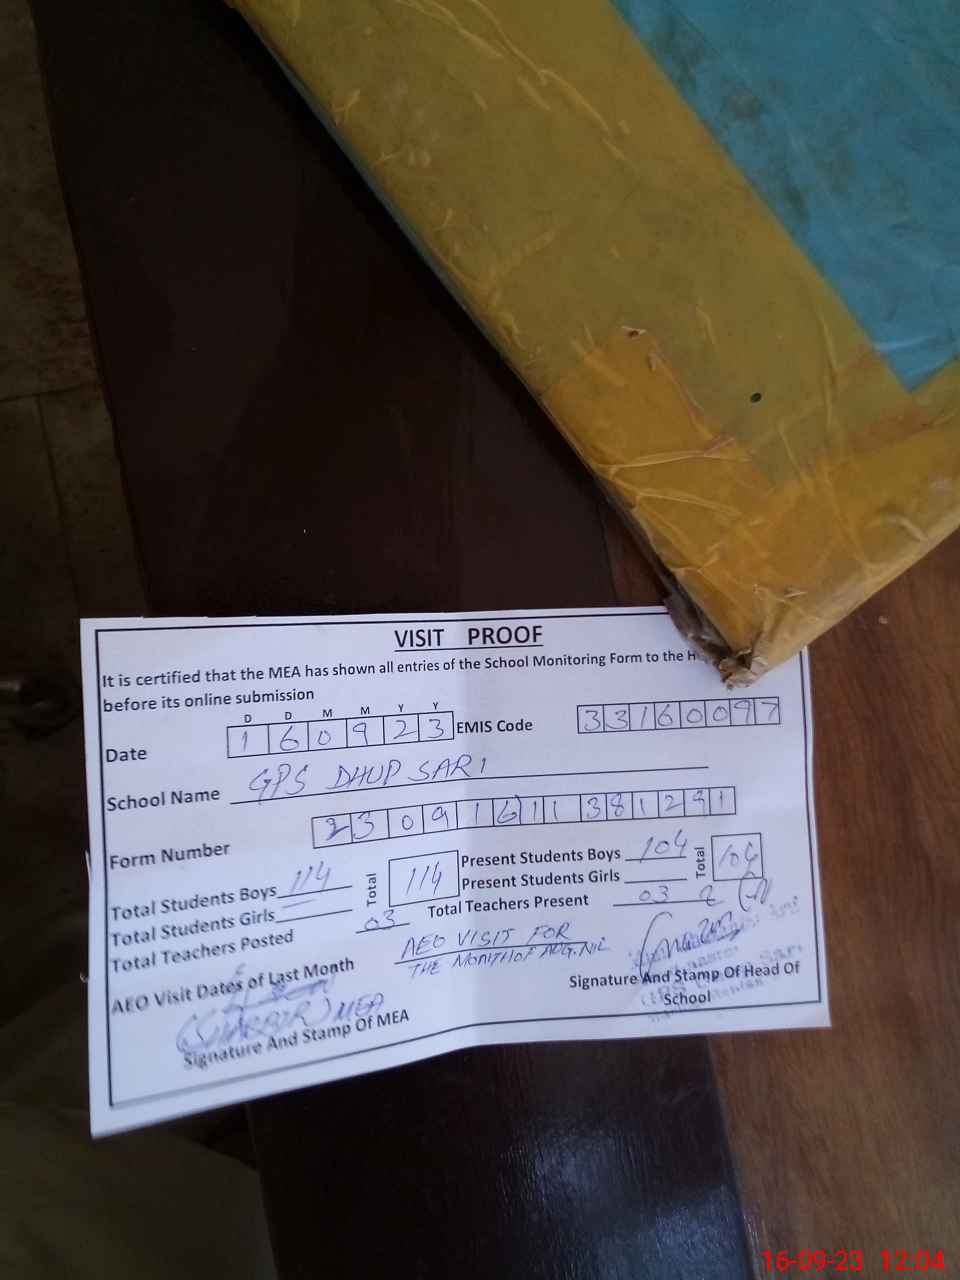 VISIT PROOF
It is certified that the MEA has shown all entries of the School Monitoring Form to the
before its online submission
D D M M Y Y
Date 1 6 0 9 2 3 EMIS Code 3 3 1 6 0 0 9 7
School Name GPS DHUP SARI
Form Number 2 3 0 9 1 6 1 1 3 8 1 2 9 1
Total Students Boys 114 Total 114 Present Students Boys 104 Total 104
Total Students Girls Present Students Girls
Total Teachers Posted 03 Total Teachers Present 03
AEO Visit Dates of Last Month AEO VISIT FOR
THE MONTH OF AUG. NIL
MEA
Signature And Stamp Of MEA
Signature And Stamp Of Head Of
School
16-09-23 12:04